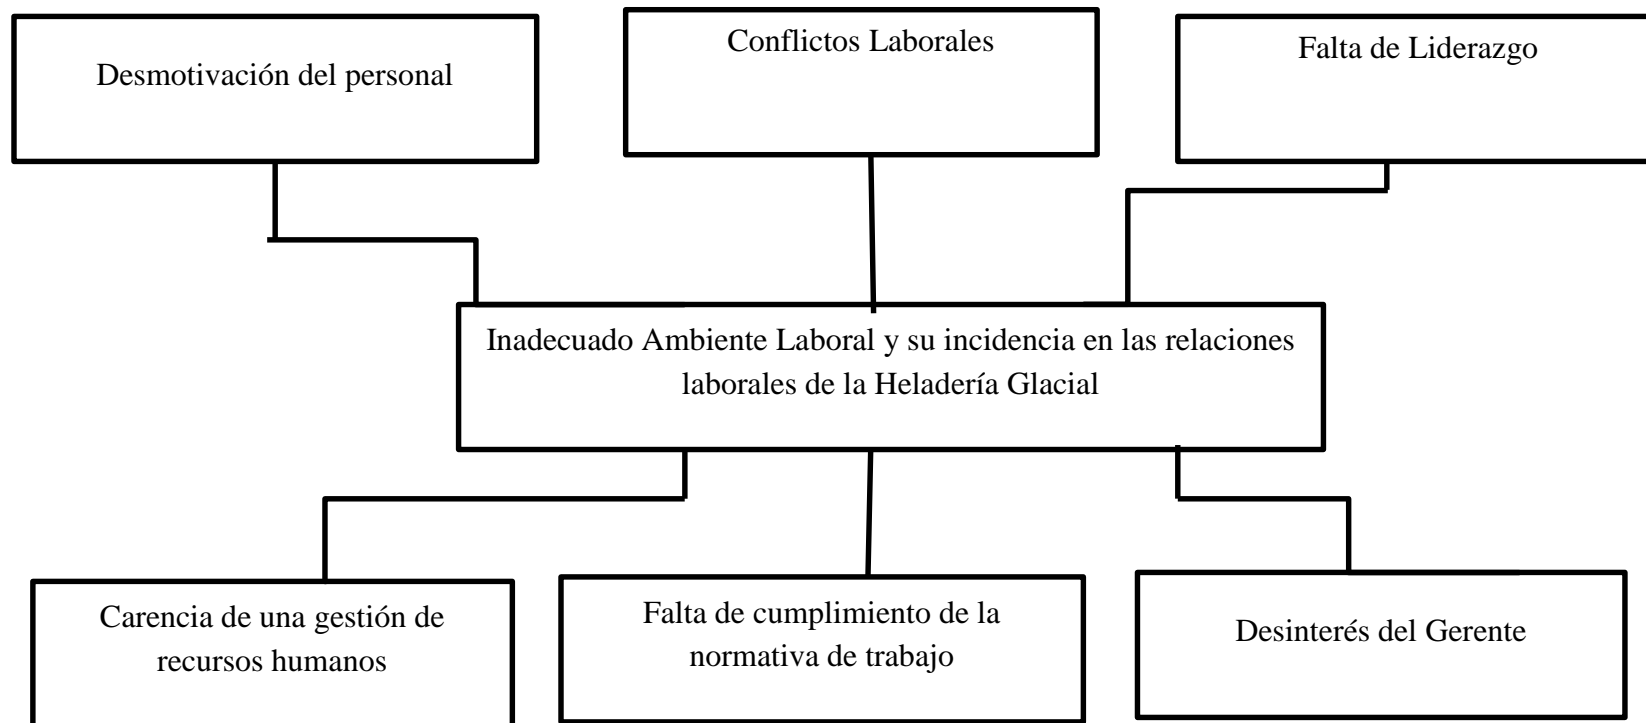 Desmotivación del personal
Conflictos Laborales
Falta de Liderazgo
Inadecuado Ambiente Laboral y su incidencia en las relaciones
laborales de la Heladería Glacial
Carencia de una gestión de
recursos humanos
Falta de cumplimiento de la
normativa de trabajo
Desinterés del Gerente